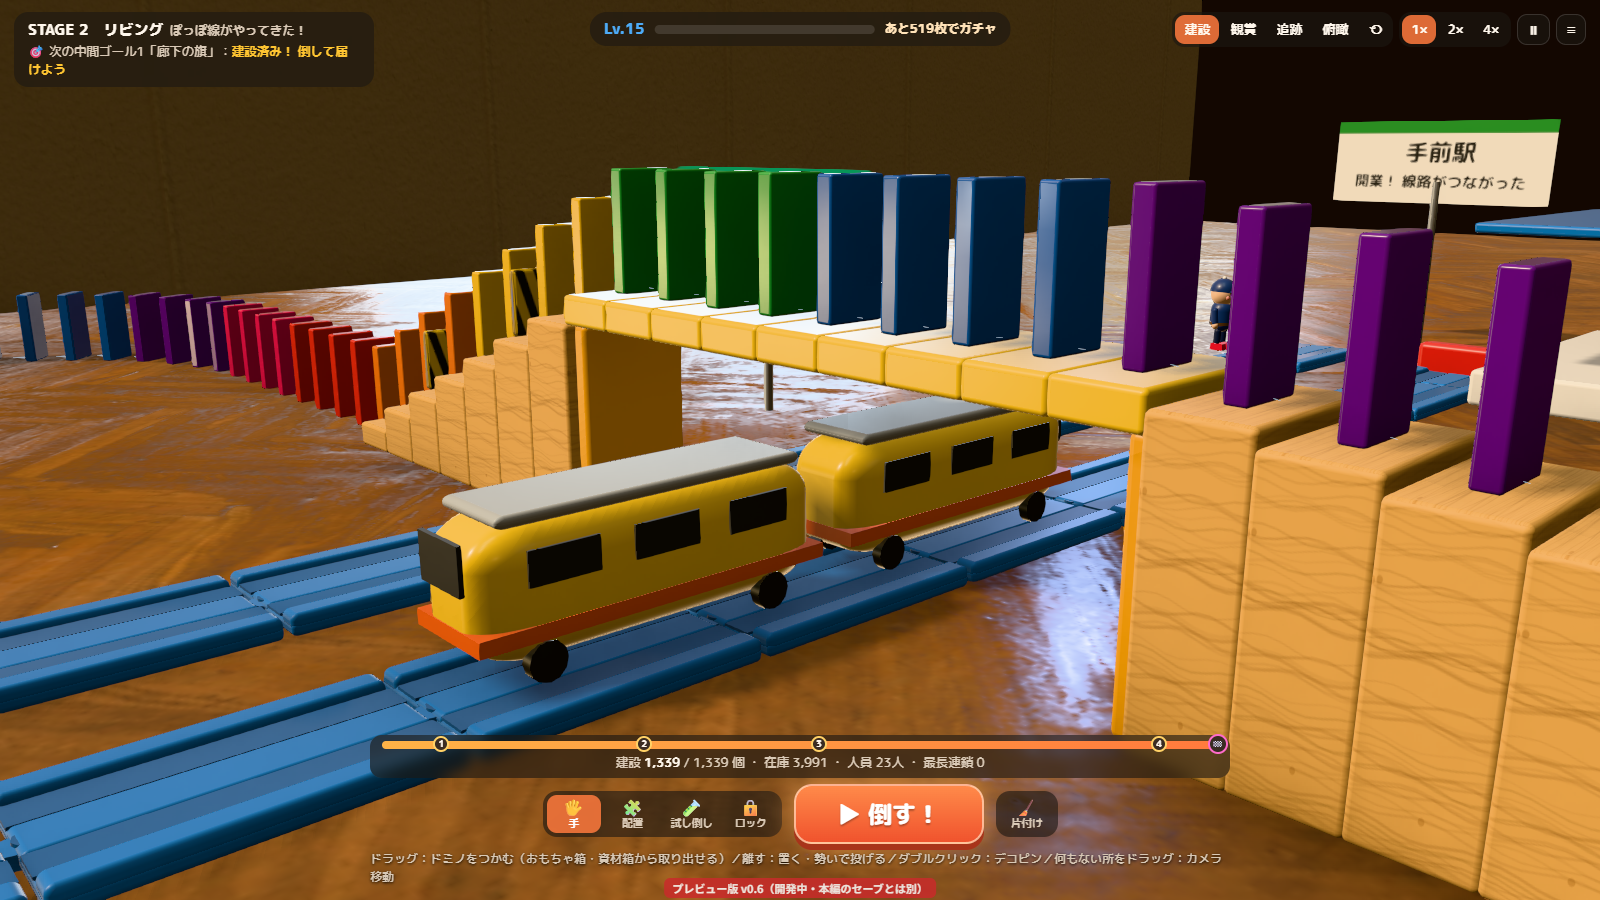 STAGE 2　リビング ぽっぽ線がやってきた！
🎯 次の中間ゴール1「廊下の旗」：建設済み！ 倒して届
けよう
Lv.15
あと519枚でガチャ
建設 観賞 追跡 俯瞰
1× 2× 4×
手前駅
開業！ 線路がつながった
1 2 3 4
建設 1,339 / 1,339 個 ・ 在庫 3,991 ・ 人員 23人 ・ 最長連鎖 0
手 配置 試し倒し ロック
▶ 倒す！
片付け
ドラッグ：ドミノをつかむ（おもちゃ箱・資材箱から取り出せる）／離す：置く・勢いで投げる／ダブルクリック：デコピン／何もない所をドラッグ：カメラ
移動
プレビュー版 v0.6（開発中・本編のセーブとは別）